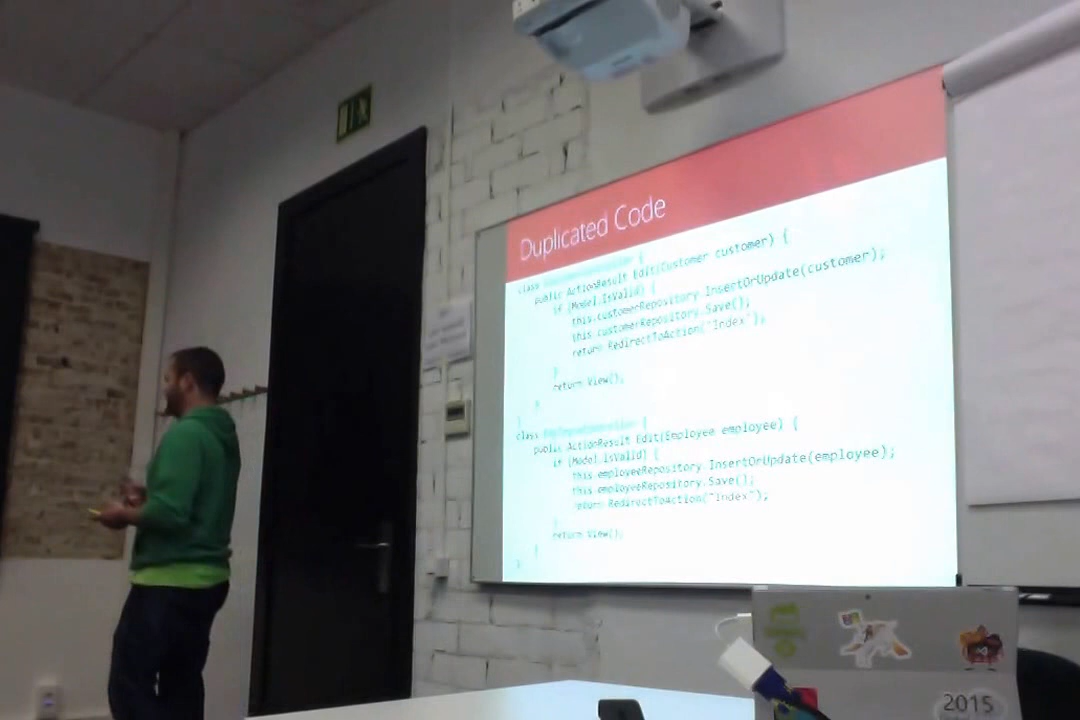 Duplicated Code
class {
public ActionResult Edit(Customer customer) {
if (Model.IsValid) {
this.customerRepository.InsertOrUpdate(customer);
this.customerRepository.Save();
return RedirectToAction("Index");
}
return View();
}
}
class EmployeeController {
public ActionResult Edit(Employee employee) {
if (Model.IsValid) {
this.employeeRepository.InsertOrUpdate(employee);
this.employeeRepository.Save();
return RedirectToAction("Index");
}
return View();
}
}
2015